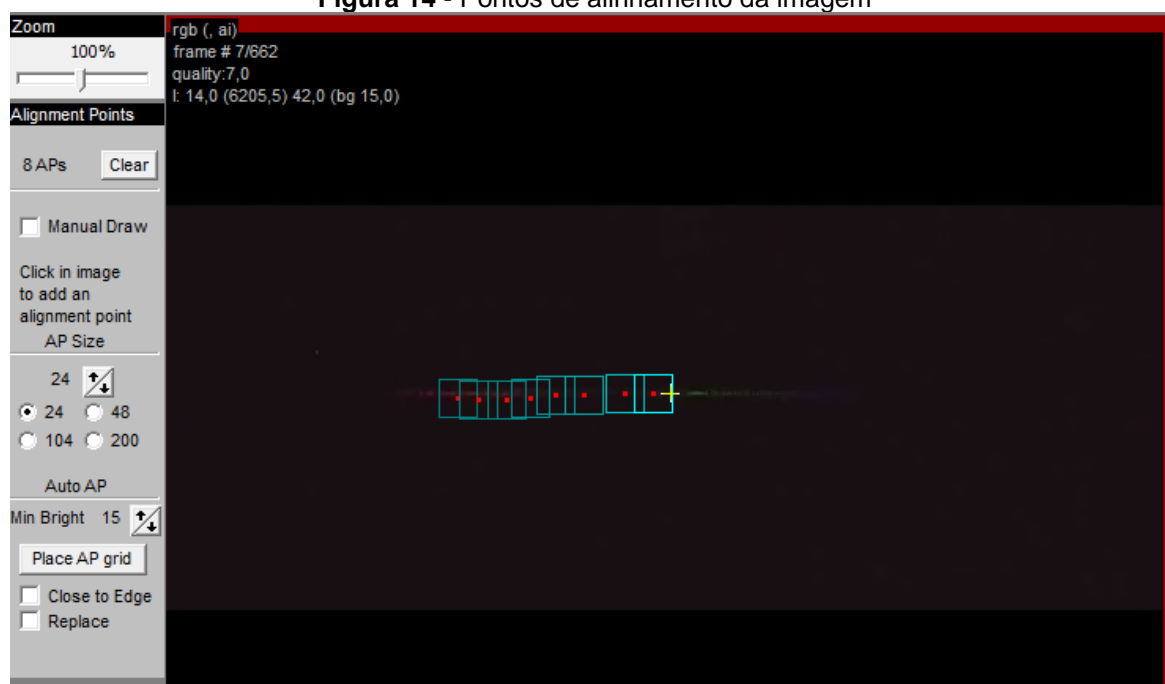 Figura 14 - Pontos de alinhamento da imagem
Zoom
100%
Alignment Points
8 APs Clear
Manual Draw
Click in image
to add an
alignment point
AP Size
24
24 48
104 200
Auto AP
Min Bright 15
Place AP grid
Close to Edge
Replace
rgb (, ai)
frame # 7/662
quality:7,0
l: 14,0 (6205,5) 42,0 (bg 15,0)